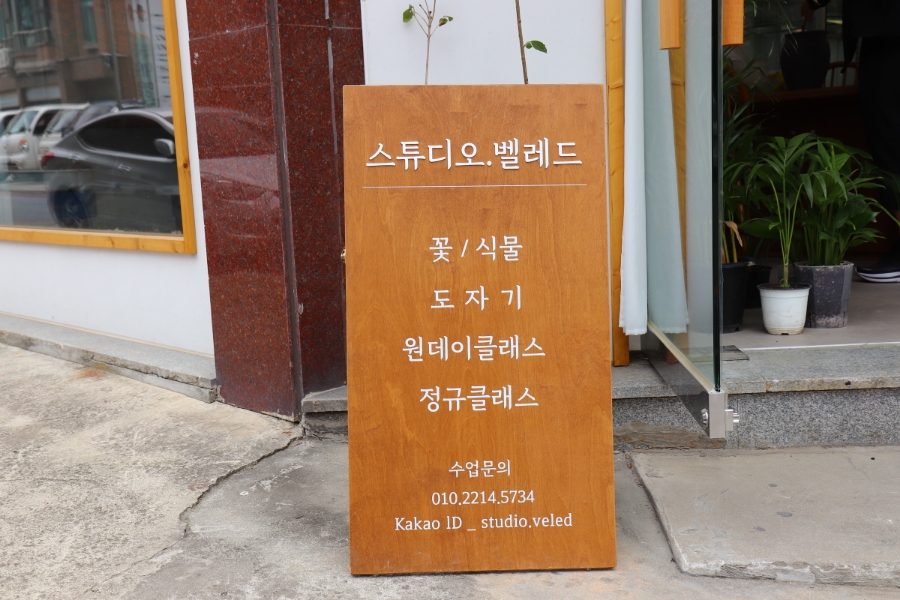 스튜디오.벨레드
꽃 / 식물
도 자 기
원데이클래스
정규클래스
수업문의
010.2214.5734
Kakao ID _ studio.veled